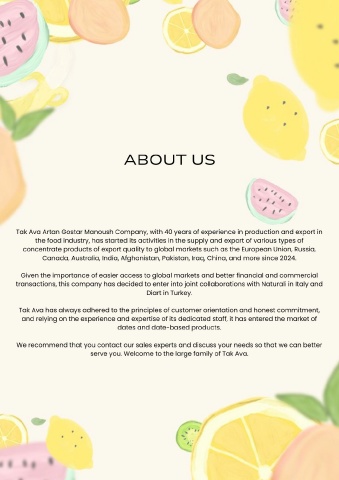 ABOUT US
Tak Ava Artan Gostar Manoush Company, with 40 years of experience in production and export in
the food industry, has started its activities in the supply and export of various types of
concentrate products of export quality to global markets such as the European Union, Russia,
Canada, Australia, India, Afghanistan, Pakistan, Iraq, China, and more since 2024.
Given the importance of easier access to global markets and better financial and commercial
transactions, this company has decided to enter into joint collaborations with Naturali in Italy and
Diart in Turkey.
Tak Ava has always adhered to the principles of customer orientation and honest commitment,
and relying on the experience and expertise of its dedicated staff, it has entered the market of
dates and date-based products.
We recommend that you contact our sales experts and discuss your needs so that we can better
serve you. Welcome to the large family of Tak Ava.